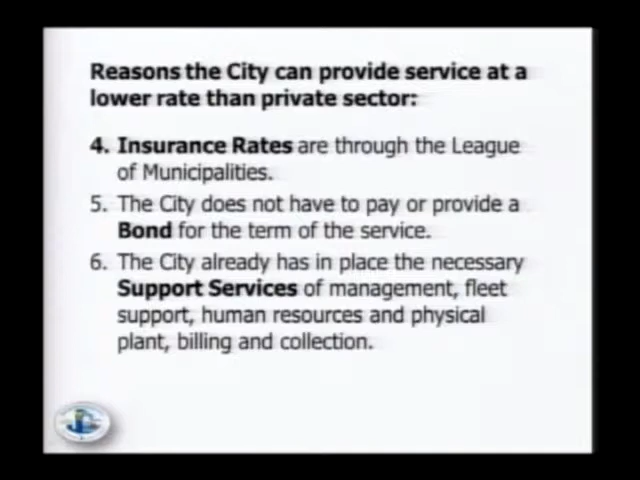 Reasons the City can provide service at a
lower rate than private sector:
4. Insurance Rates are through the League
of Municipalities.
5. The City does not have to pay or provide a
Bond for the term of the service.
6. The City already has in place the necessary
Support Services of management, fleet
support, human resources and physical
plant, billing and collection.